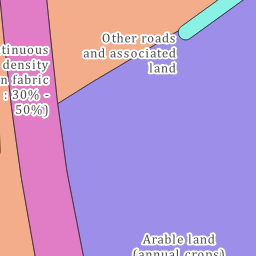 Other roads
and associated
land
tinuous
density
n fabric
: 30% -
50%)
Arable land
(annual crops)